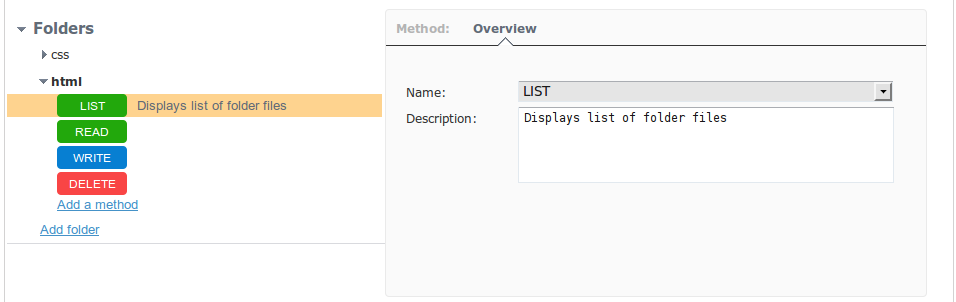 Folders
css
html
LIST Displays list of folder files
READ
WRITE
DELETE
Add a method
Add folder
Method: Overview
Name: LIST
Description: Displays list of folder files